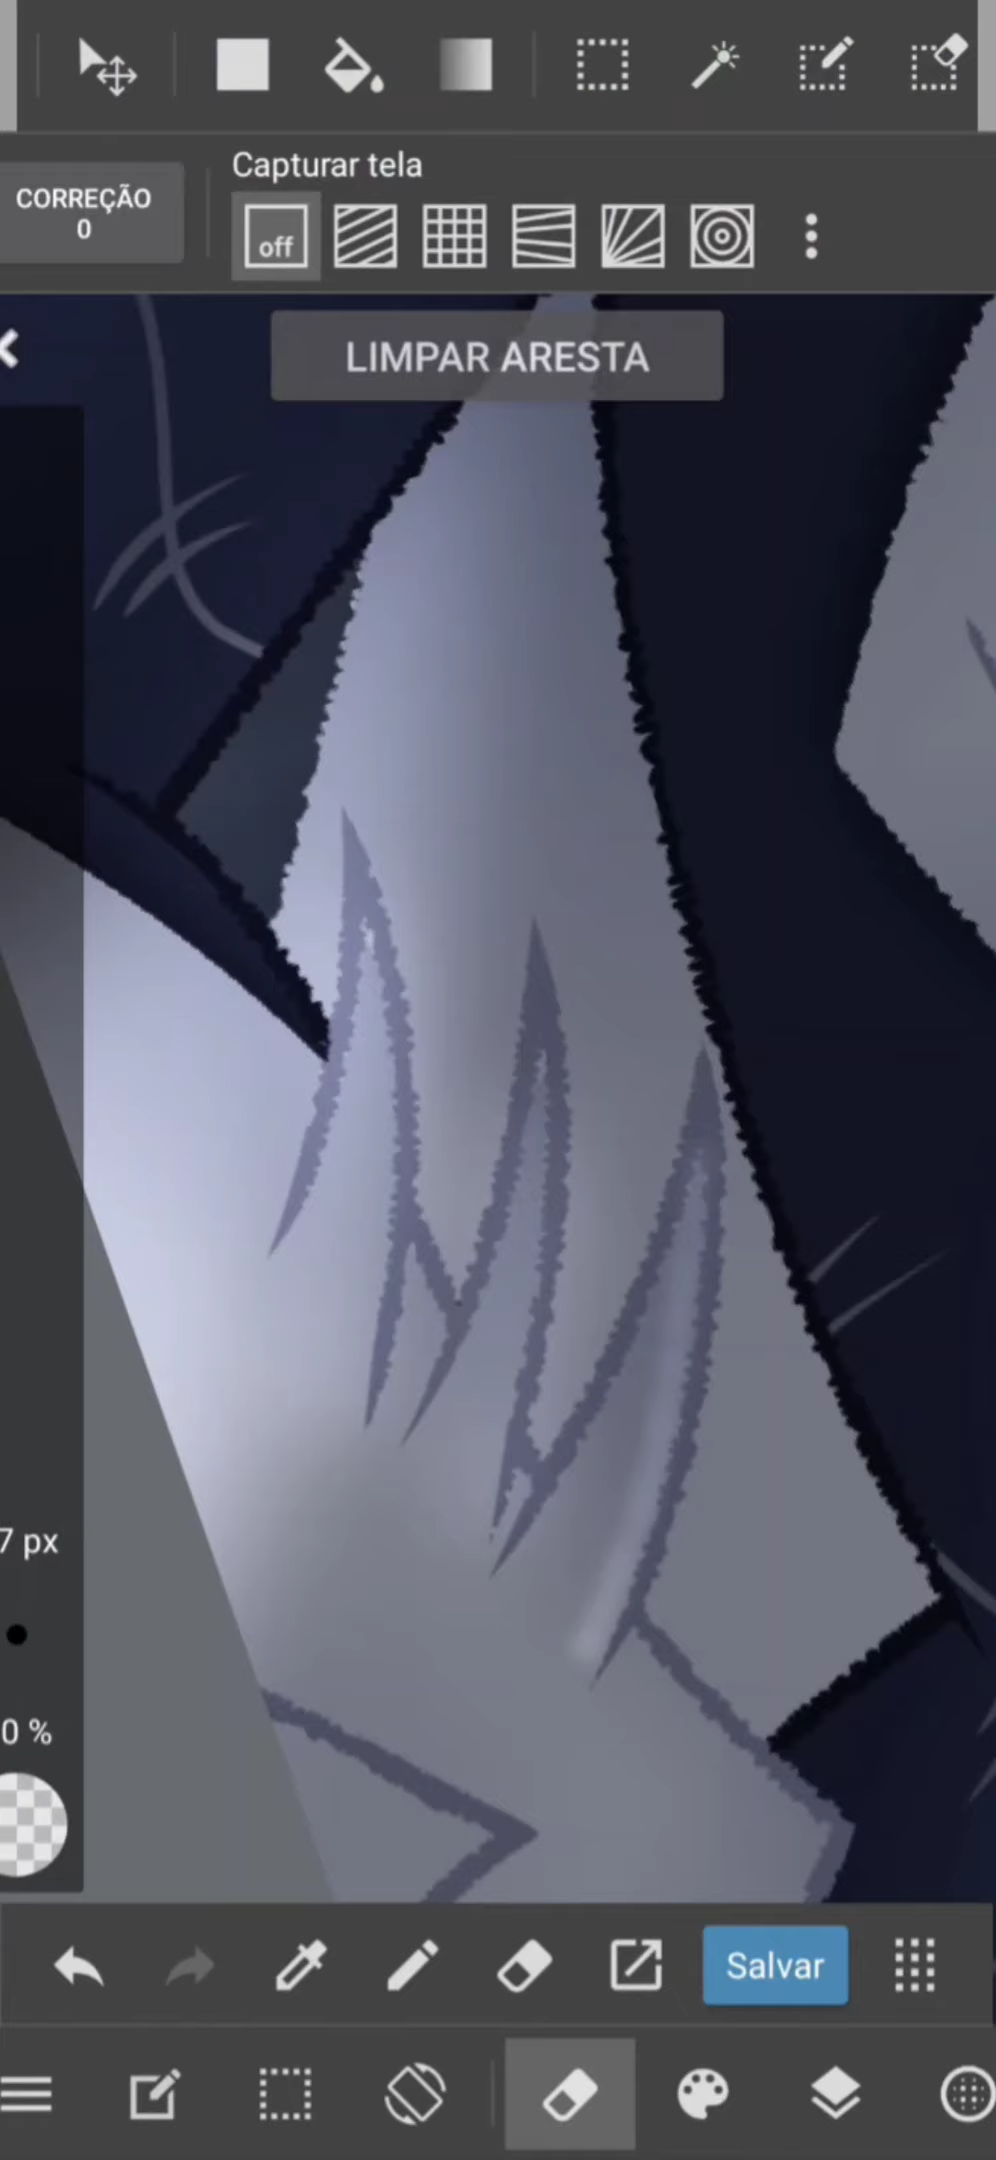 CORREÇÃO
0
Capturar tela
off
LIMPAR ARESTA
7 px
0 %
Salvar